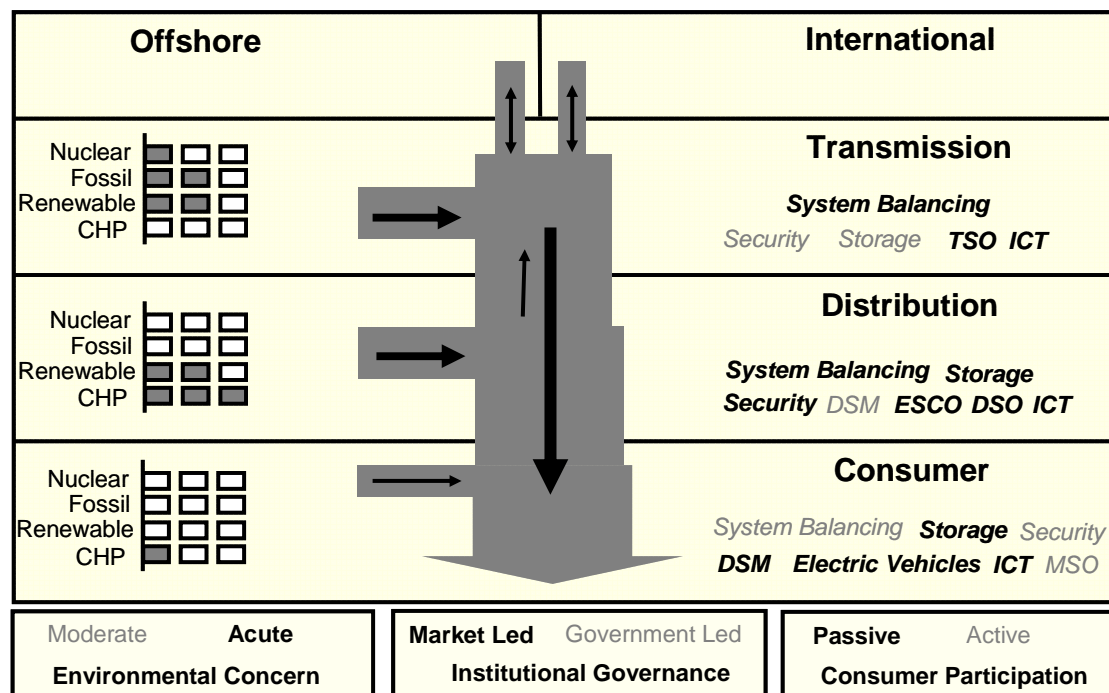 Offshore
International
Nuclear
Fossil
Renewable
CHP
Transmission
System Balancing
Security Storage TSO ICT
Nuclear
Fossil
Renewable
CHP
Distribution
System Balancing Storage
Security DSM ESCO DSO ICT
Nuclear
Fossil
Renewable
CHP
Consumer
System Balancing Storage Security
DSM Electric Vehicles ICT MSO
Moderate Acute
Environmental Concern
Market Led Government Led
Institutional Governance
Passive Active
Consumer Participation